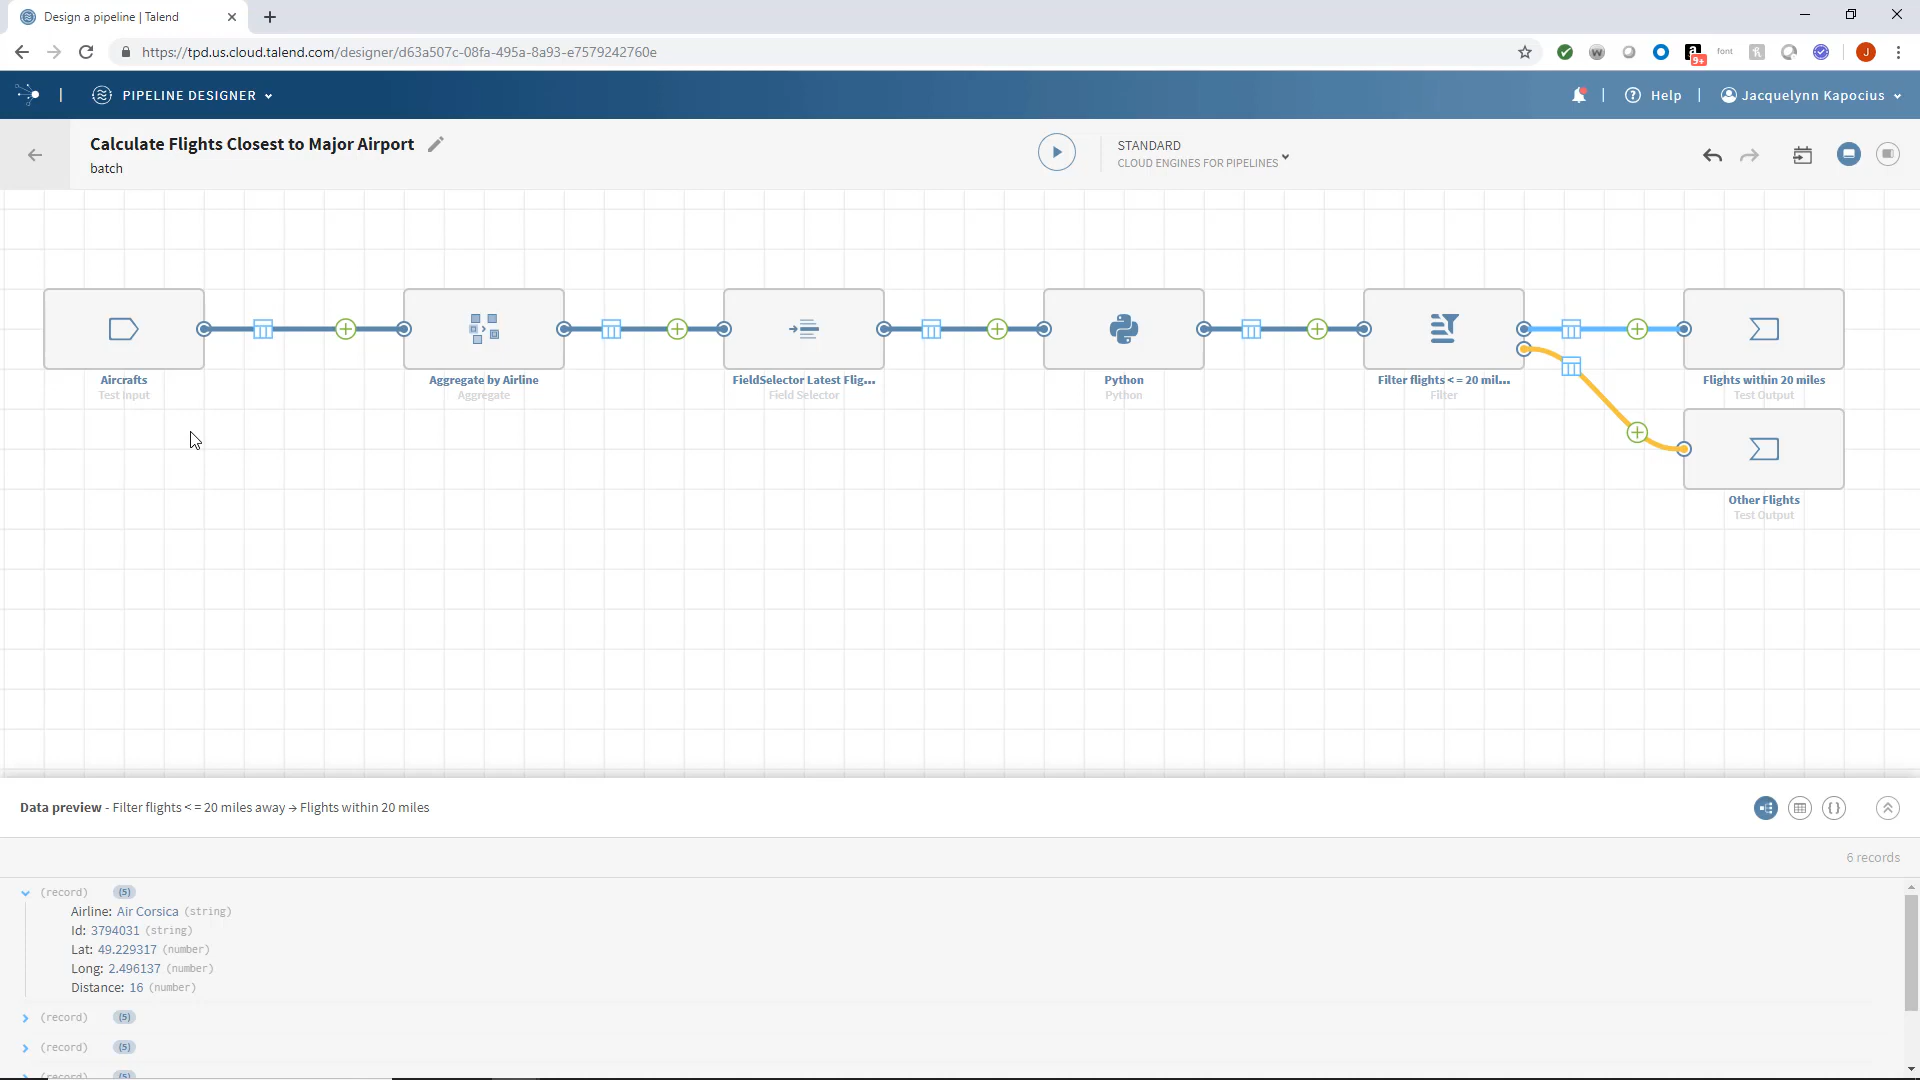 Design a pipeline | Talend
https://tpd.us.cloud.talend.com/designer/d63a507c-08fa-495a-8a93-e7579242760e
W
a
9+
font
J
PIPELINE DESIGNER
Help
Jacquelynn Kapocius
Calculate Flights Closest to Major Airport
batch
STANDARD
CLOUD ENGINES FOR PIPELINES
Aircrafts
Test Input
Aggregate by Airline
Aggregate
FieldSelector Latest Flig...
Field Selector
Python
Python
Filter flights <= 20 mil...
Filter
Flights within 20 miles
Test Output
Other Flights
Test Output
Data preview - Filter flights <= 20 miles away → Flights within 20 miles
6 records
(record) (5)
Airline: Air Corsica (string)
Id: 3794031 (string)
Lat: 49.229317 (number)
Long: 2.496137 (number)
Distance: 16 (number)
(record) (5)
(record) (5)
(record) (5)